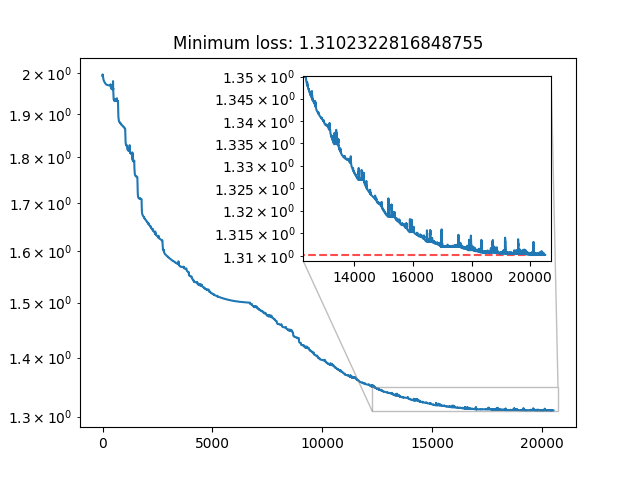 Minimum loss: 1.3102322816848755
2 × 10⁰
1.9 × 10⁰
1.8 × 10⁰
1.7 × 10⁰
1.6 × 10⁰
1.5 × 10⁰
1.4 × 10⁰
1.3 × 10⁰
1.35 × 10⁰
1.345 × 10⁰
1.34 × 10⁰
1.335 × 10⁰
1.33 × 10⁰
1.325 × 10⁰
1.32 × 10⁰
1.315 × 10⁰
1.31 × 10⁰
14000 16000 18000 20000
0 5000 10000 15000 20000